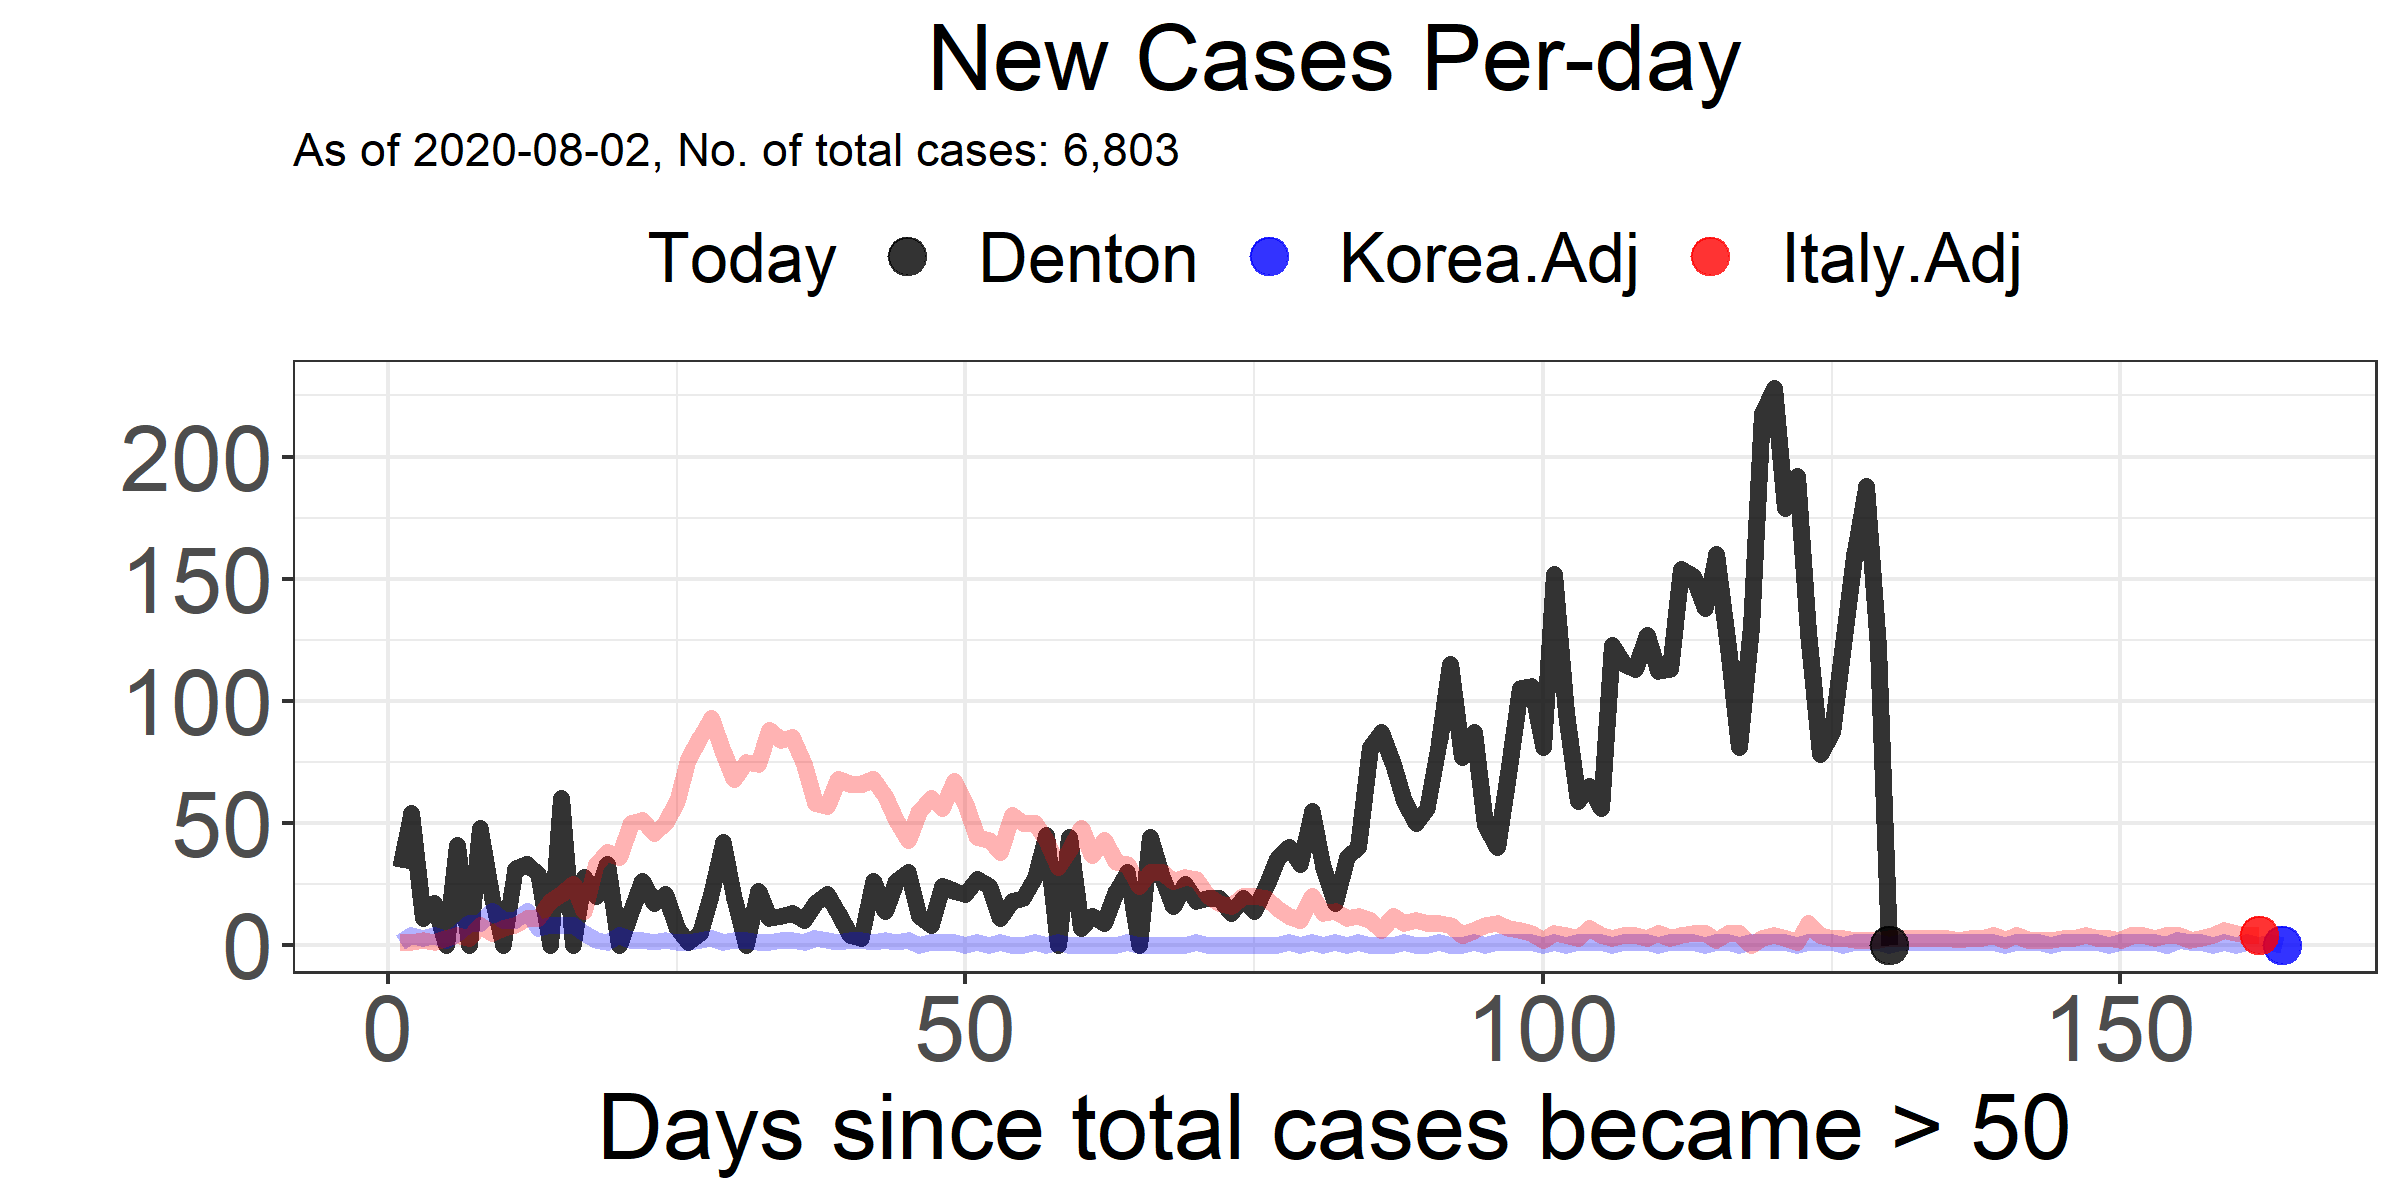 New Cases Per-day
As of 2020-08-02, No. of total cases: 6,803
Today Denton Korea.Adj Italy.Adj
200
150
100
50
0
0 50 100 150
Days since total cases became > 50